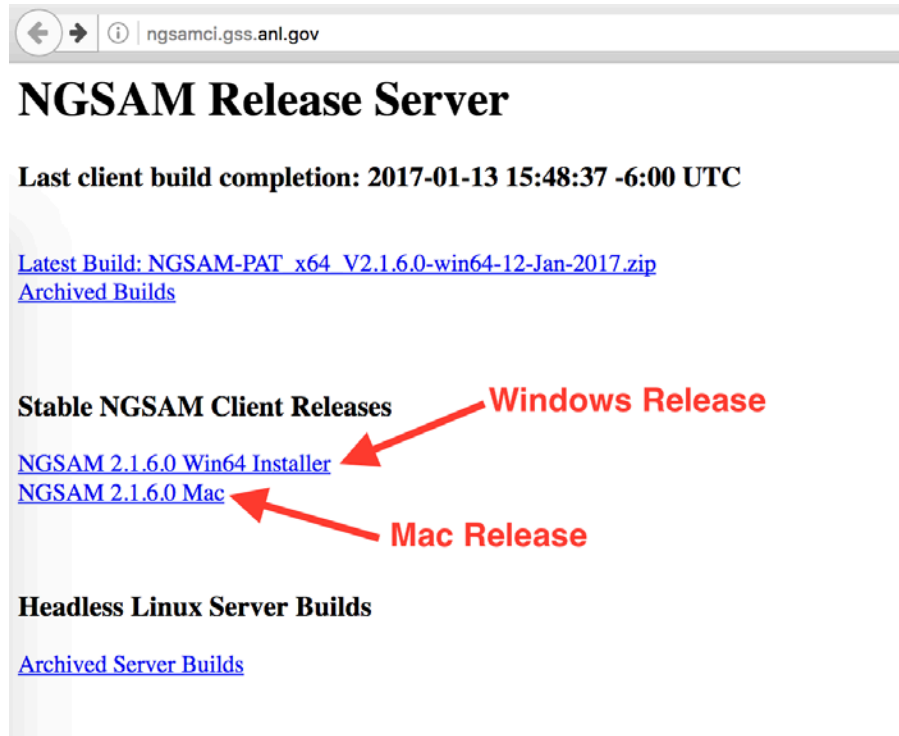 ngsamci.gss.anl.gov
NGSAM Release Server
Last client build completion: 2017-01-13 15:48:37 -6:00 UTC
Latest Build: NGSAM-PAT_x64_V2.1.6.0-win64-12-Jan-2017.zip
Archived Builds
Stable NGSAM Client Releases
Windows Release
NGSAM 2.1.6.0 Win64 Installer
NGSAM 2.1.6.0 Mac
Mac Release
Headless Linux Server Builds
Archived Server Builds